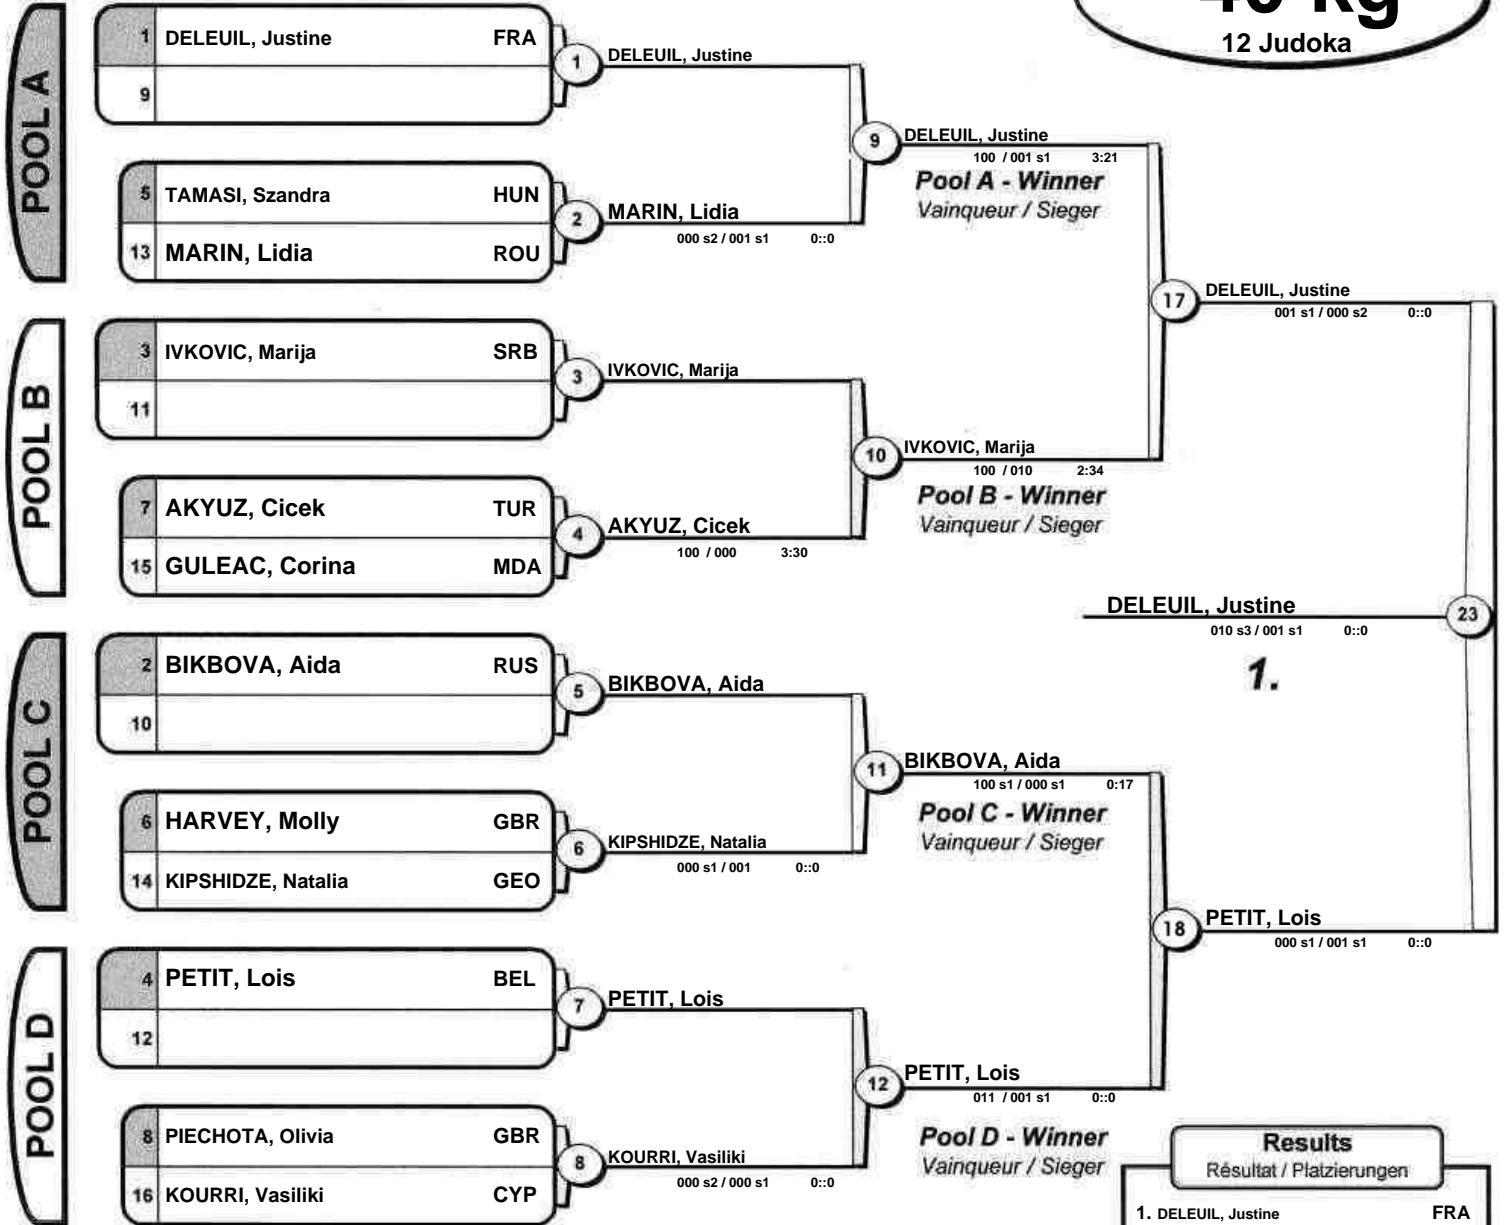 40 kg
12 Judoka
POOL A
1 DELEUIL, Justine FRA
9
5 TAMASI, Szandra HUN
13 MARIN, Lidia ROU
1 DELEUIL, Justine
2 MARIN, Lidia
000 s2 / 001 s1 0::0
9 DELEUIL, Justine
100 / 001 s1 3:21
Pool A - Winner
Vainqueur / Sieger
POOL B
3 IVKOVIC, Marija SRB
11
7 AKYUZ, Cicek TUR
15 GULEAC, Corina MDA
3 IVKOVIC, Marija
4 AKYUZ, Cicek
100 / 000 3:30
10 IVKOVIC, Marija
100 / 010 2:34
Pool B - Winner
Vainqueur / Sieger
17 DELEUIL, Justine
001 s1 / 000 s2 0::0
DELEUIL, Justine 23
010 s3 / 001 s1 0::0
1.
POOL C
2 BIKBOVA, Aida RUS
10
6 HARVEY, Molly GBR
14 KIPSHIDZE, Natalia GEO
5 BIKBOVA, Aida
6 KIPSHIDZE, Natalia
000 s1 / 001 0::0
11 BIKBOVA, Aida
100 s1 / 000 s1 0:17
Pool C - Winner
Vainqueur / Sieger
POOL D
4 PETIT, Lois BEL
12
8 PIECHOTA, Olivia GBR
16 KOURRI, Vasiliki CYP
7 PETIT, Lois
8 KOURRI, Vasiliki
000 s2 / 000 s1 0::0
12 PETIT, Lois
011 / 001 s1 0::0
Pool D - Winner
Vainqueur / Sieger
18 PETIT, Lois
000 s1 / 001 s1 0::0
Results
Résultat / Platzierungen
1. DELEUIL, Justine FRA